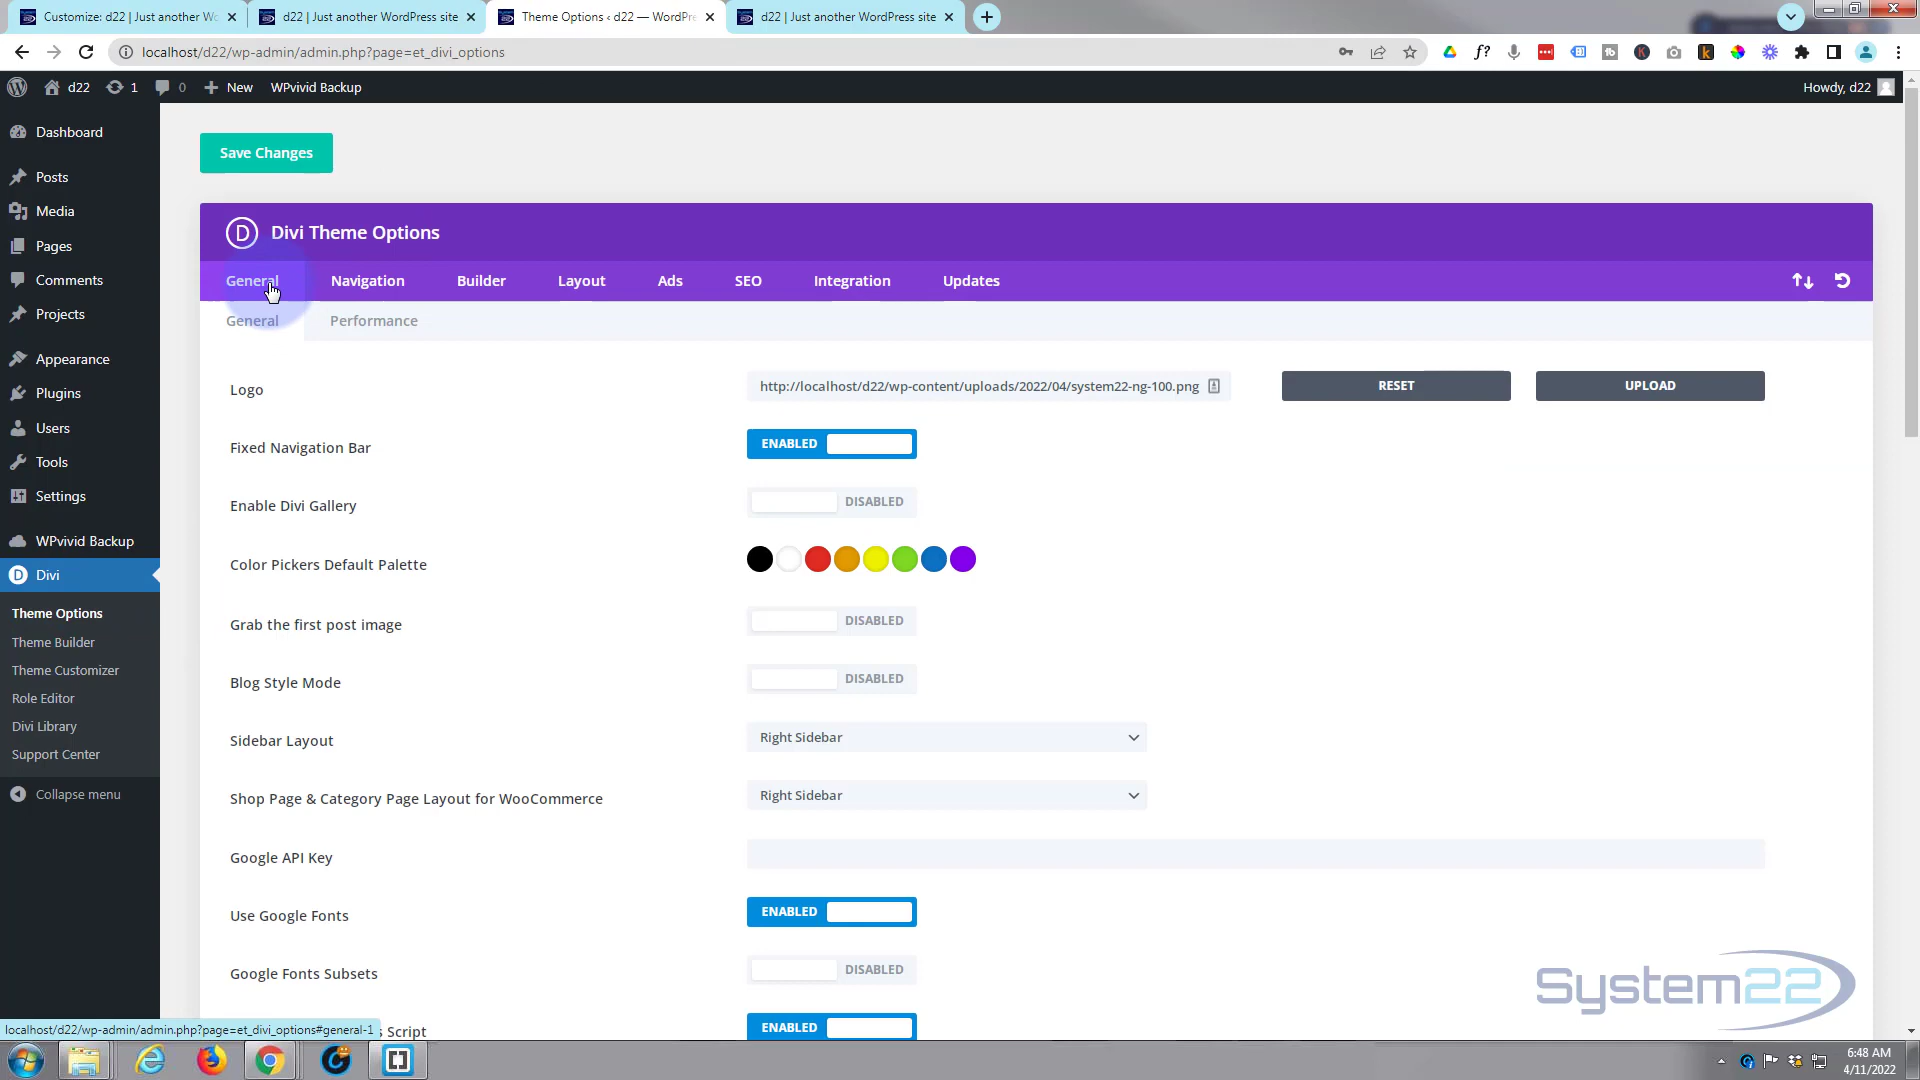 Customize: d22 | Just another Wo
d22 | Just another WordPress site
Theme Options ‹ d22 — WordPre
d22 | Just another WordPress site
localhost/d22/wp-admin/admin.php?page=et_divi_options
f?
d22
1
0
New
WPvivid Backup
Howdy, d22
Dashboard
Posts
Media
Pages
Comments
Projects
Appearance
Plugins
Users
Tools
Settings
WPvivid Backup
Divi
Theme Options
Theme Builder
Theme Customizer
Role Editor
Divi Library
Support Center
Collapse menu
Save Changes
D Divi Theme Options
General
Navigation
Builder
Layout
Ads
SEO
Integration
Updates
General
Performance
Logo
http://localhost/d22/wp-content/uploads/2022/04/system22-ng-100.png
RESET
UPLOAD
Fixed Navigation Bar
ENABLED
Enable Divi Gallery
DISABLED
Color Pickers Default Palette
Grab the first post image
DISABLED
Blog Style Mode
DISABLED
Sidebar Layout
Right Sidebar
Shop Page & Category Page Layout for WooCommerce
Right Sidebar
Google API Key
Use Google Fonts
ENABLED
Google Fonts Subsets
DISABLED
s Script
ENABLED
System22
localhost/d22/wp-admin/admin.php?page=et_divi_options#general-1
6:48 AM
4/11/2022